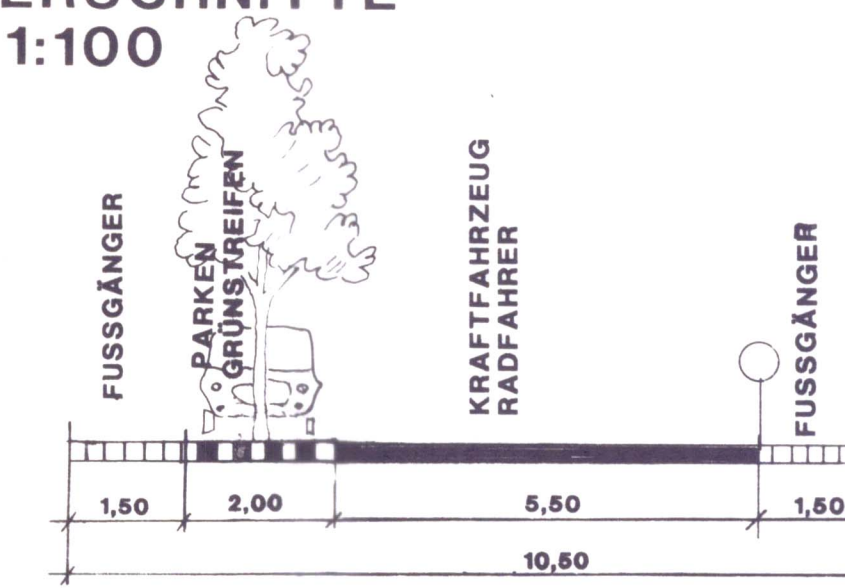 1:100
FUSSGÄNGER
PARKEN
GRÜNSTREIFEN
KRAFTFAHRZEUG
RADFAHRER
FUSSGÄNGER
1,50
2,00
5,50
1,50
10,50